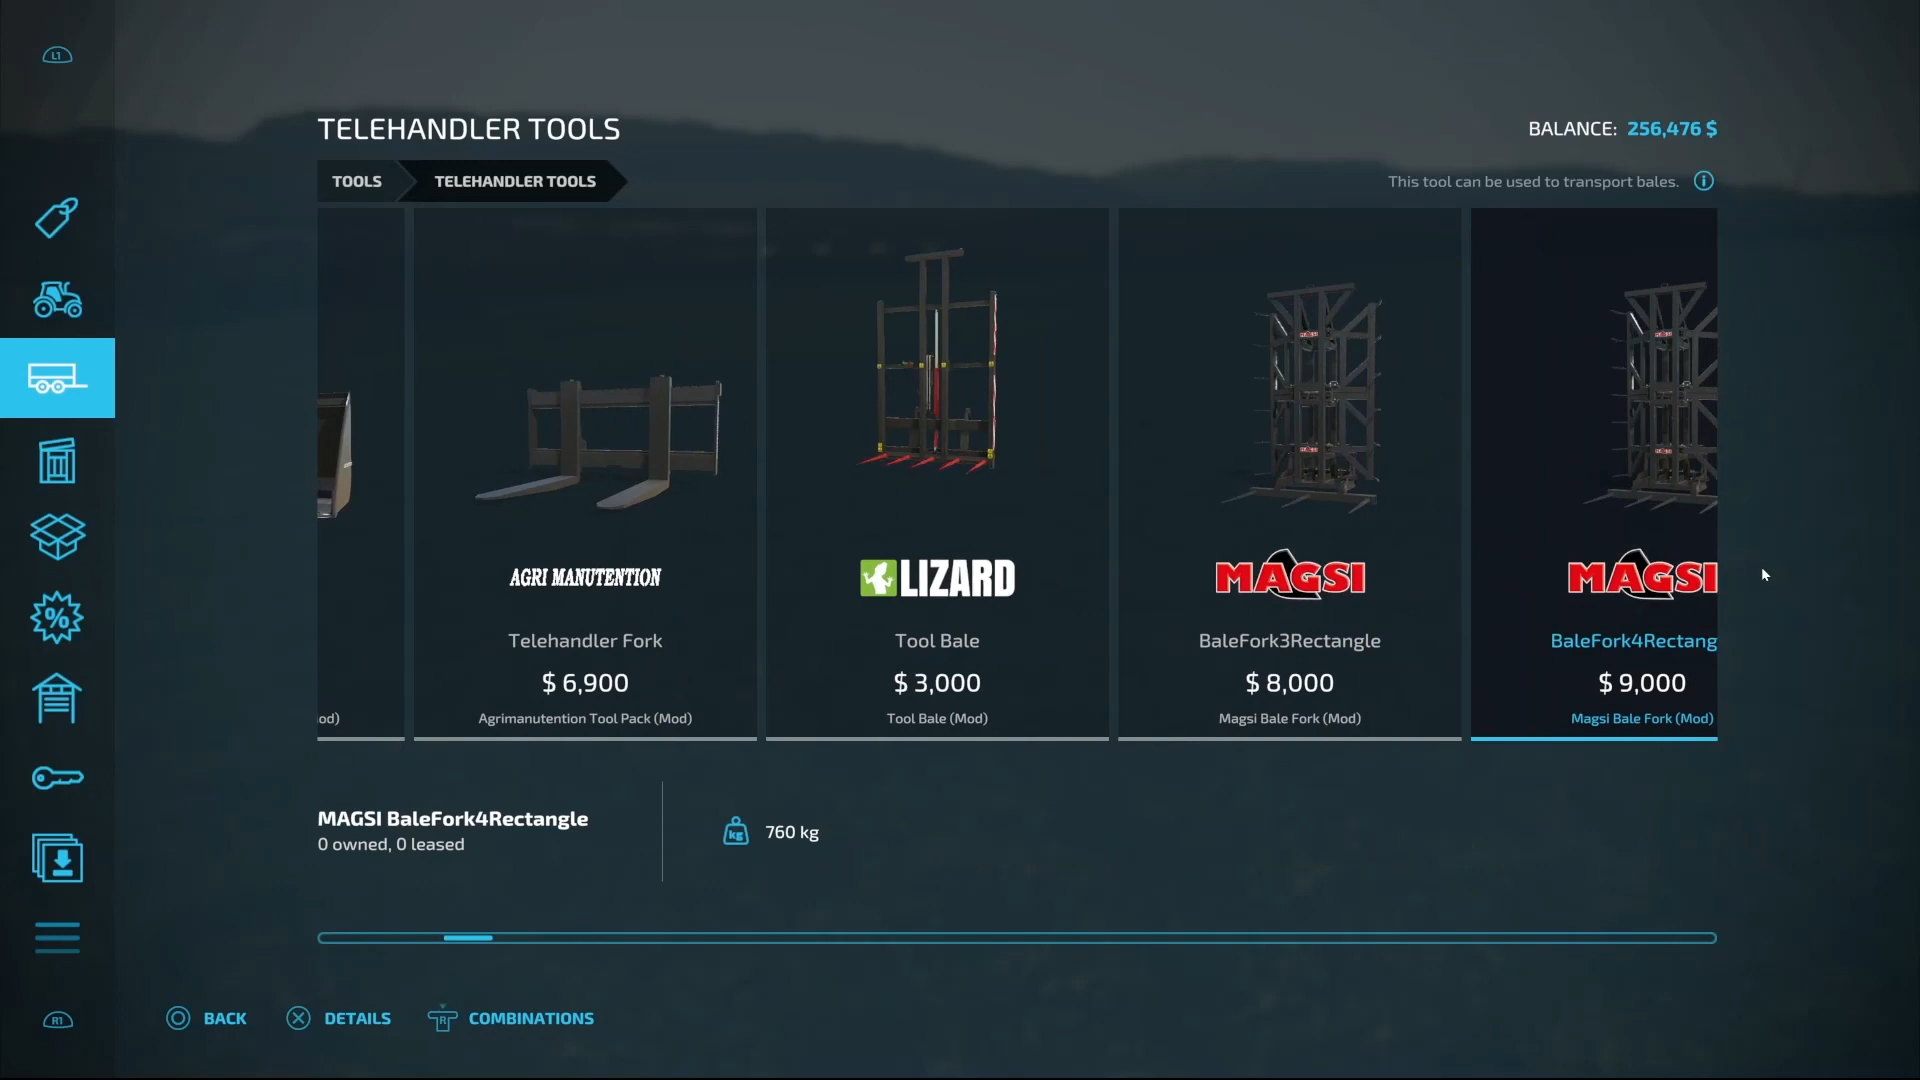 L1
TELEHANDLER TOOLS
BALANCE: 256,476 $
TOOLS
TELEHANDLER TOOLS
This tool can be used to transport bales.
AGRI MANUTENTION
Telehandler Fork
$ 6,900
Agrimanutention Tool Pack (Mod)
LIZARD
Tool Bale
$ 3,000
Tool Bale (Mod)
MAGSI
BaleFork3Rectangle
$ 8,000
Magsi Bale Fork (Mod)
MAGSI
BaleFork4Rectang
$ 9,000
Magsi Bale Fork (Mod)
od)
%
MAGSI BaleFork4Rectangle
0 owned, 0 leased
kg
760 kg
R1
BACK
DETAILS
R
COMBINATIONS